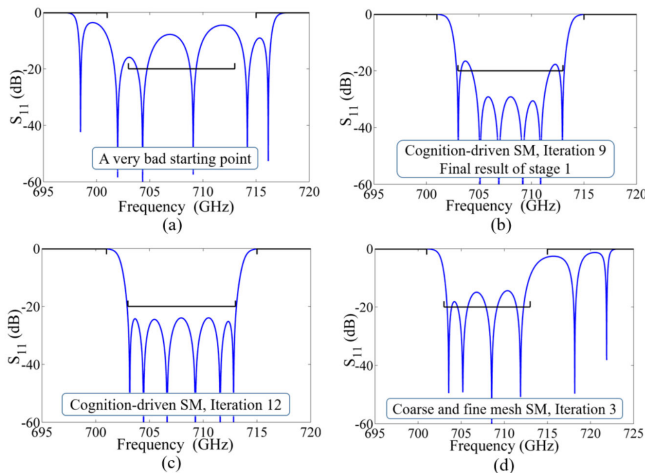 0
-20
-40
-60
S11 (dB)
A very bad starting point
695 700 705 710 715 720
Frequency (GHz)
(a)
0
-20
-40
-60
S11 (dB)
Cognition-driven SM, Iteration 9
Final result of stage 1
695 700 705 710 715 720
Frequency (GHz)
(b)
0
-20
-40
-60
S11 (dB)
Cognition-driven SM, Iteration 12
695 700 705 710 715 720
Frequency (GHz)
(c)
0
-20
-40
-60
S11 (dB)
Coarse and fine mesh SM, Iteration 3
695 700 705 710 715 720 725
Frequency (GHz)
(d)